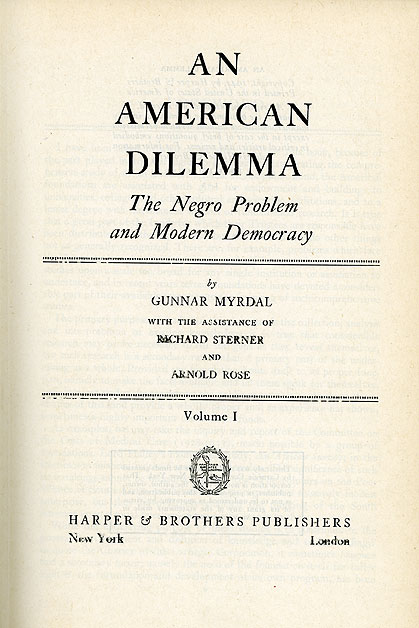 AN
AMERICAN
DILEMMA
The Negro Problem
and Modern Democracy
by
GUNNAR MYRDAL
WITH THE ASSISTANCE OF
RICHARD STERNER
AND
ARNOLD ROSE
Volume I
HARPER & BROTHERS PUBLISHERS
New York London